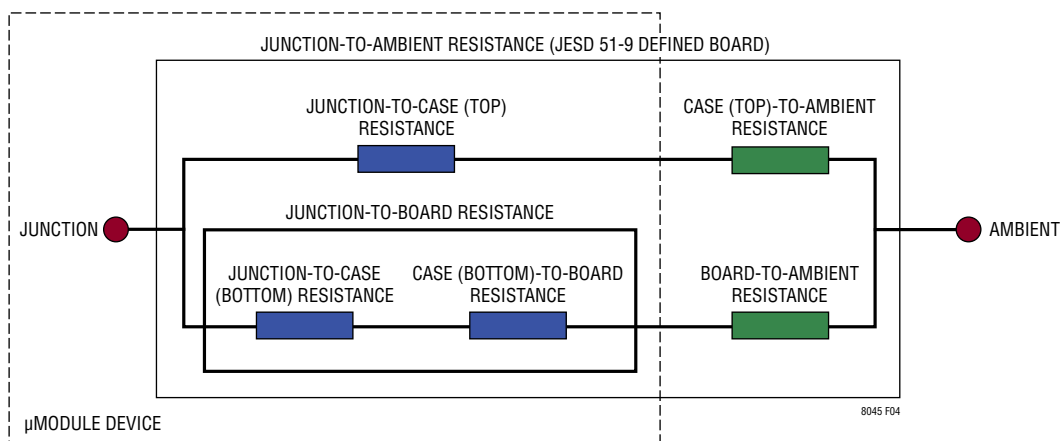 JUNCTION-TO-AMBIENT RESISTANCE (JESD 51-9 DEFINED BOARD)
JUNCTION-TO-CASE (TOP)
RESISTANCE
CASE (TOP)-TO-AMBIENT
RESISTANCE
JUNCTION
JUNCTION-TO-BOARD RESISTANCE
AMBIENT
JUNCTION-TO-CASE
(BOTTOM) RESISTANCE
CASE (BOTTOM)-TO-BOARD
RESISTANCE
BOARD-TO-AMBIENT
RESISTANCE
8045 F04
µMODULE DEVICE